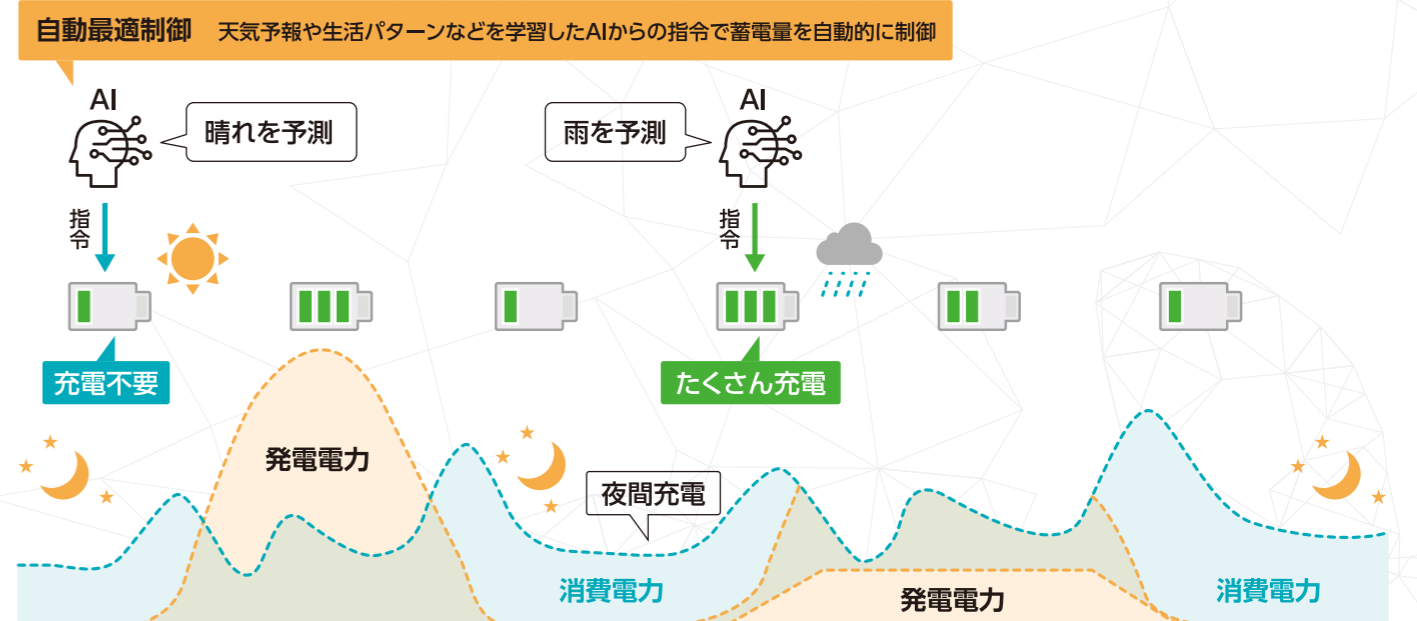 自動最適制御 天気予報や生活パターンなどを学習したAIからの指令で蓄電量を自動的に制御
AI
晴れを予測
指令
充電不要
発電電力
雨を予測
AI
指令
たくさん充電
夜間充電
消費電力
発電電力
消費電力